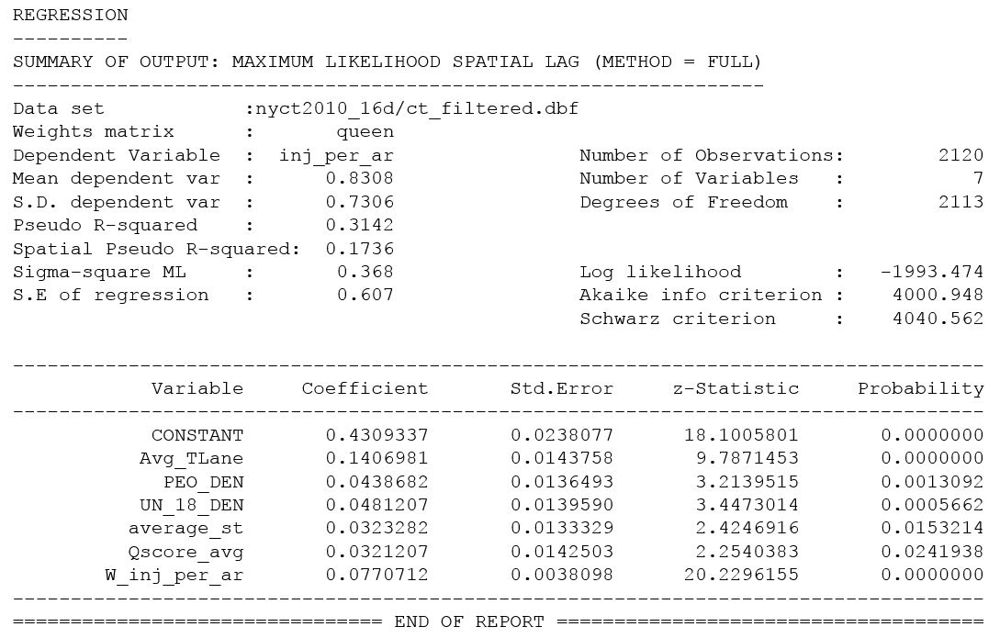 REGRESSION
----------
SUMMARY OF OUTPUT: MAXIMUM LIKELIHOOD SPATIAL LAG (METHOD = FULL)
-----------------------------------------------------------------
Data set            :nyct2010_16d/ct_filtered.dbf
Weights matrix      :       queen
Dependent Variable  :  inj_per_ar                Number of Observations:        2120
Mean dependent var  :      0.8308                Number of Variables   :           7
S.D. dependent var  :      0.7306                Degrees of Freedom    :        2113
Pseudo R-squared    :      0.3142
Spatial Pseudo R-squared:  0.1736
Sigma-square ML     :       0.368                Log likelihood        :   -1993.474
S.E of regression   :       0.607                Akaike info criterion :    4000.948
                                                 Schwarz criterion     :    4040.562
------------------------------------------------------------------------------------
            Variable     Coefficient       Std.Error     z-Statistic     Probability
------------------------------------------------------------------------------------
            CONSTANT       0.4309337       0.0238077      18.1005801       0.0000000
           Avg_TLane       0.1406981       0.0143758       9.7871453       0.0000000
             PEO_DEN       0.0438682       0.0136493       3.2139515       0.0013092
           UN_18_DEN       0.0481207       0.0139590       3.4473014       0.0005662
          average_st       0.0323282       0.0133329       2.4246916       0.0153214
          Qscore_avg       0.0321207       0.0142503       2.2540383       0.0241938
        W_inj_per_ar       0.0770712       0.0038098      20.2296155       0.0000000
------------------------------------------------------------------------------------
================================ END OF REPORT =====================================